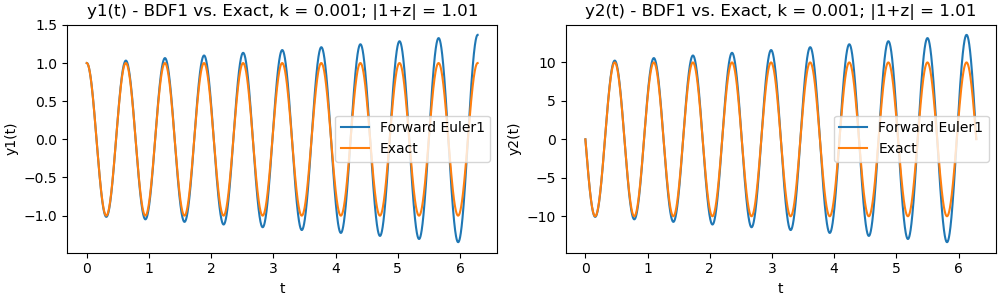 y1(t) - BDF1 vs. Exact, k = 0.001; |1+z| = 1.01
1.5
1.0
0.5
0.0
−0.5
−1.0
y1(t)
Forward Euler1
Exact
0 1 2 3 4 5 6
t
y2(t) - BDF1 vs. Exact, k = 0.001; |1+z| = 1.01
10
5
0
−5
−10
y2(t)
Forward Euler1
Exact
0 1 2 3 4 5 6
t